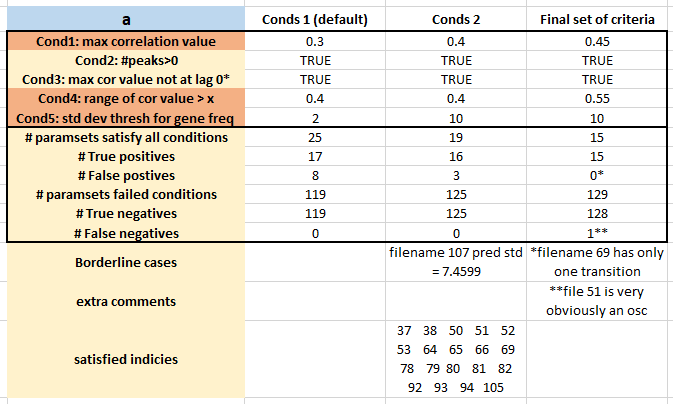 a Conds 1 (default) Conds 2 Final set of criteria
Cond1: max correlation value 0.3 0.4 0.45
Cond2: #peaks>0 TRUE TRUE TRUE
Cond3: max cor value not at lag 0* TRUE TRUE TRUE
Cond4: range of cor value > x 0.4 0.4 0.55
Cond5: std dev thresh for gene freq 2 10 10
# paramsets satisfy all conditions 25 19 15
# True positives 17 16 15
# False postives 8 3 0*
# paramsets failed conditions 119 125 129
# True negatives 119 125 128
# False negatives 0 0 1**
Borderline cases filename 107 pred std = 7.4599 *filename 69 has only one transition
extra comments **file 51 is very obviously an osc
satisfied indicies 37 38 50 51 52
53 64 65 66 69
78 79 80 81 82
92 93 94 105